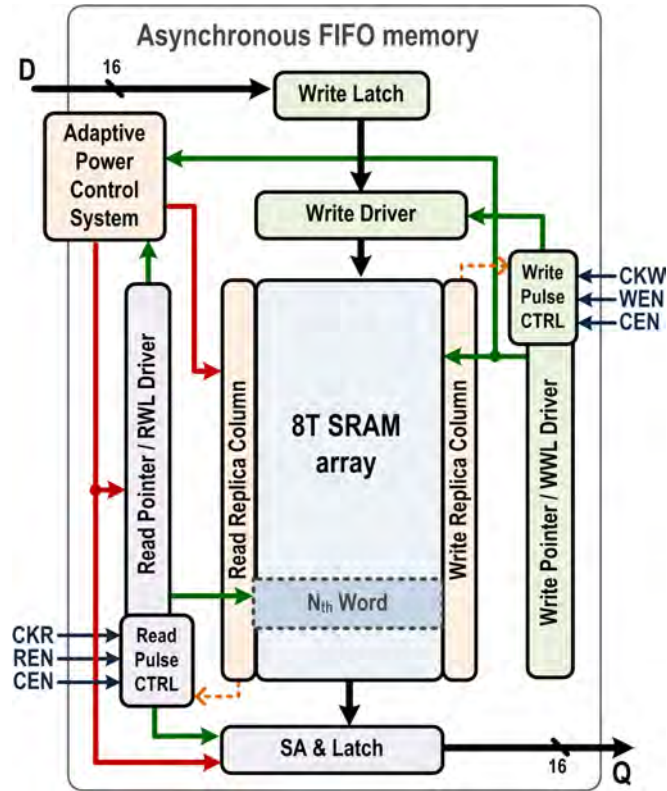 Asynchronous FIFO memory
D
16
Write Latch
Adaptive
Power
Control
System
Write Driver
Write
Pulse
CTRL
CKW
WEN
CEN
Read Pointer / RWL Driver
Read Replica Column
8T SRAM
array
Write Replica Column
Write Pointer / WWL Driver
Nth Word
CKR
REN
CEN
Read
Pulse
CTRL
SA & Latch
16
Q